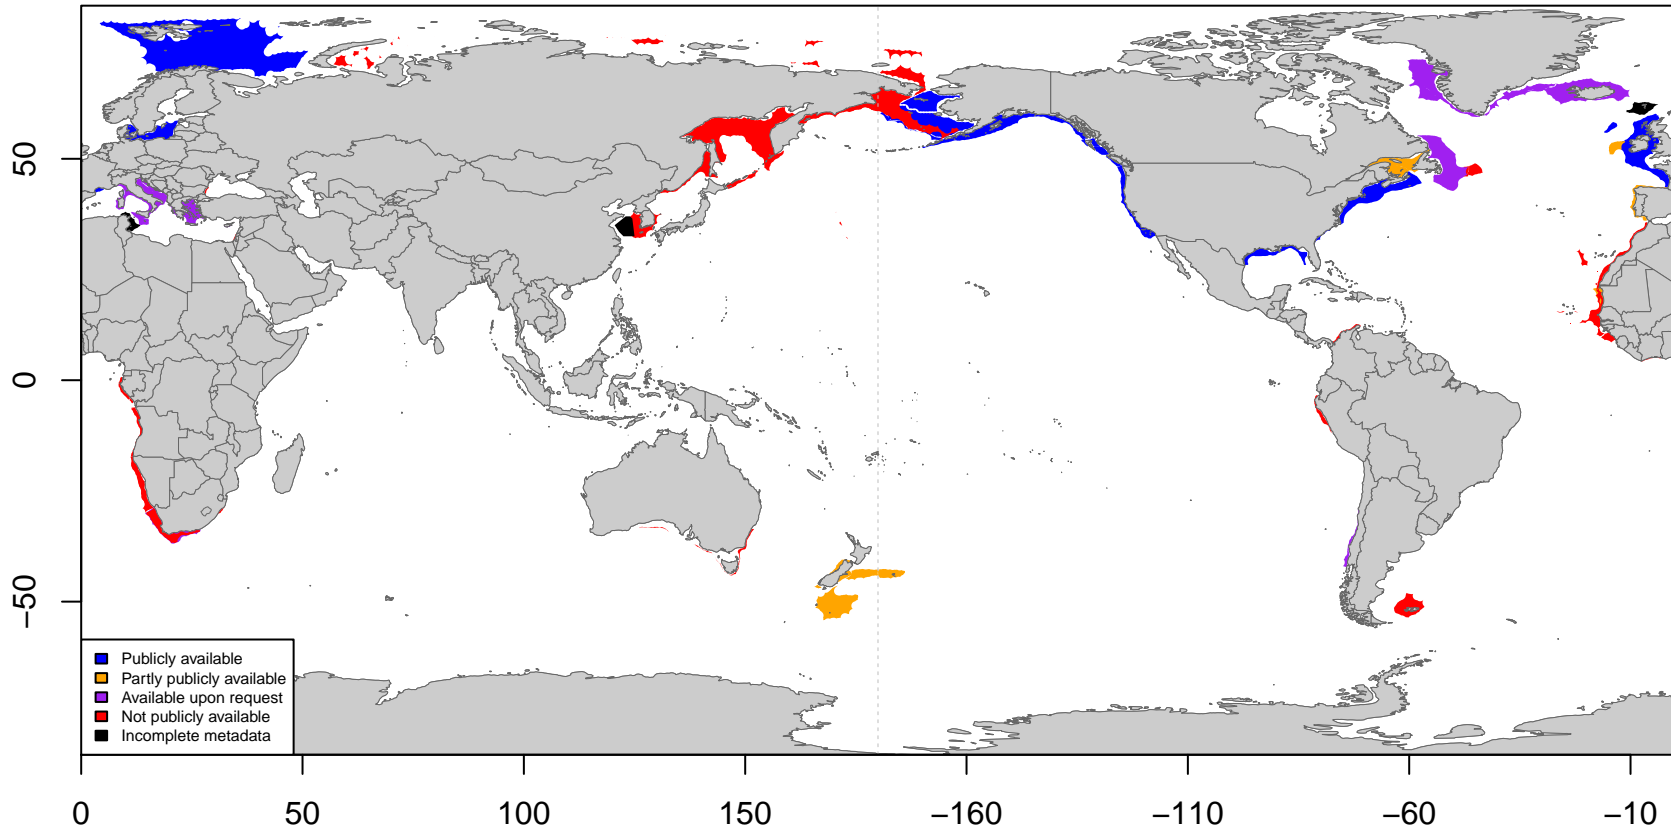 50
0
−50
Publicly available
Partly publicly available
Available upon request
Not publicly available
Incomplete metadata
0 50 100 150 −160 −110 −60 −10